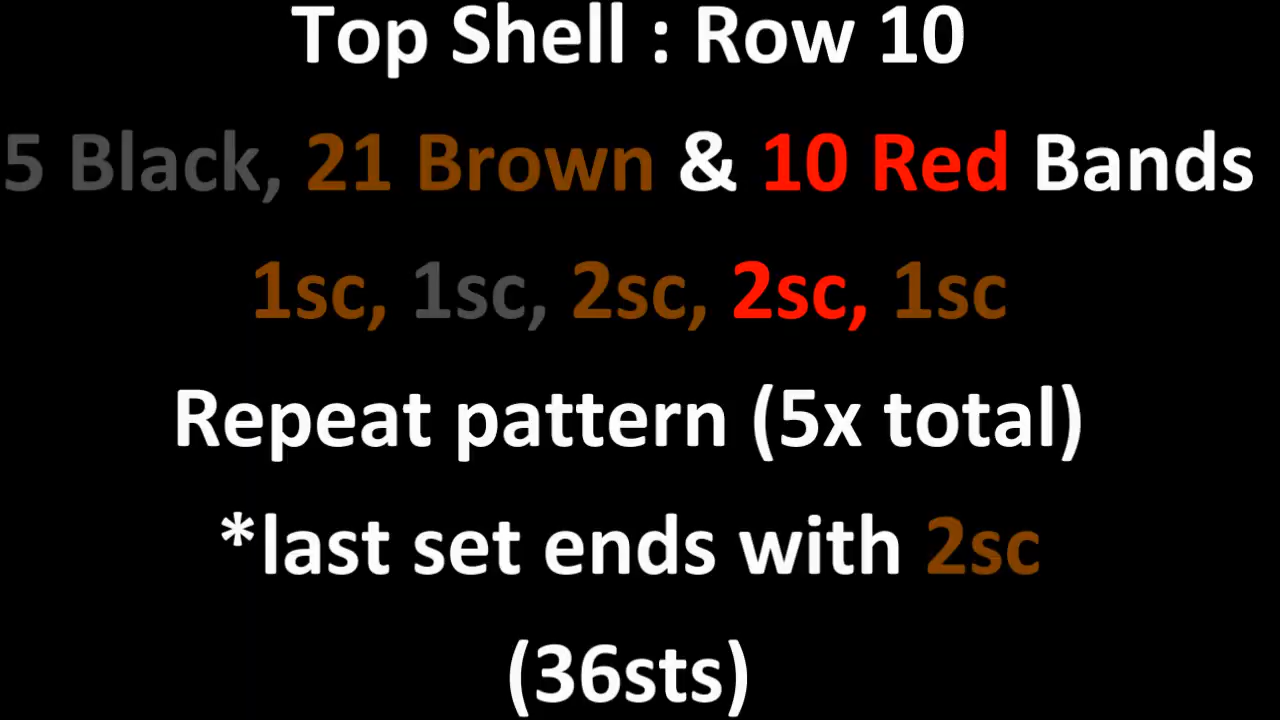 Top Shell : Row 10
5 Black, 21 Brown & 10 Red Bands
1sc, 1sc, 2sc, 2sc, 1sc
Repeat pattern (5x total)
*last set ends with 2sc
(36sts)